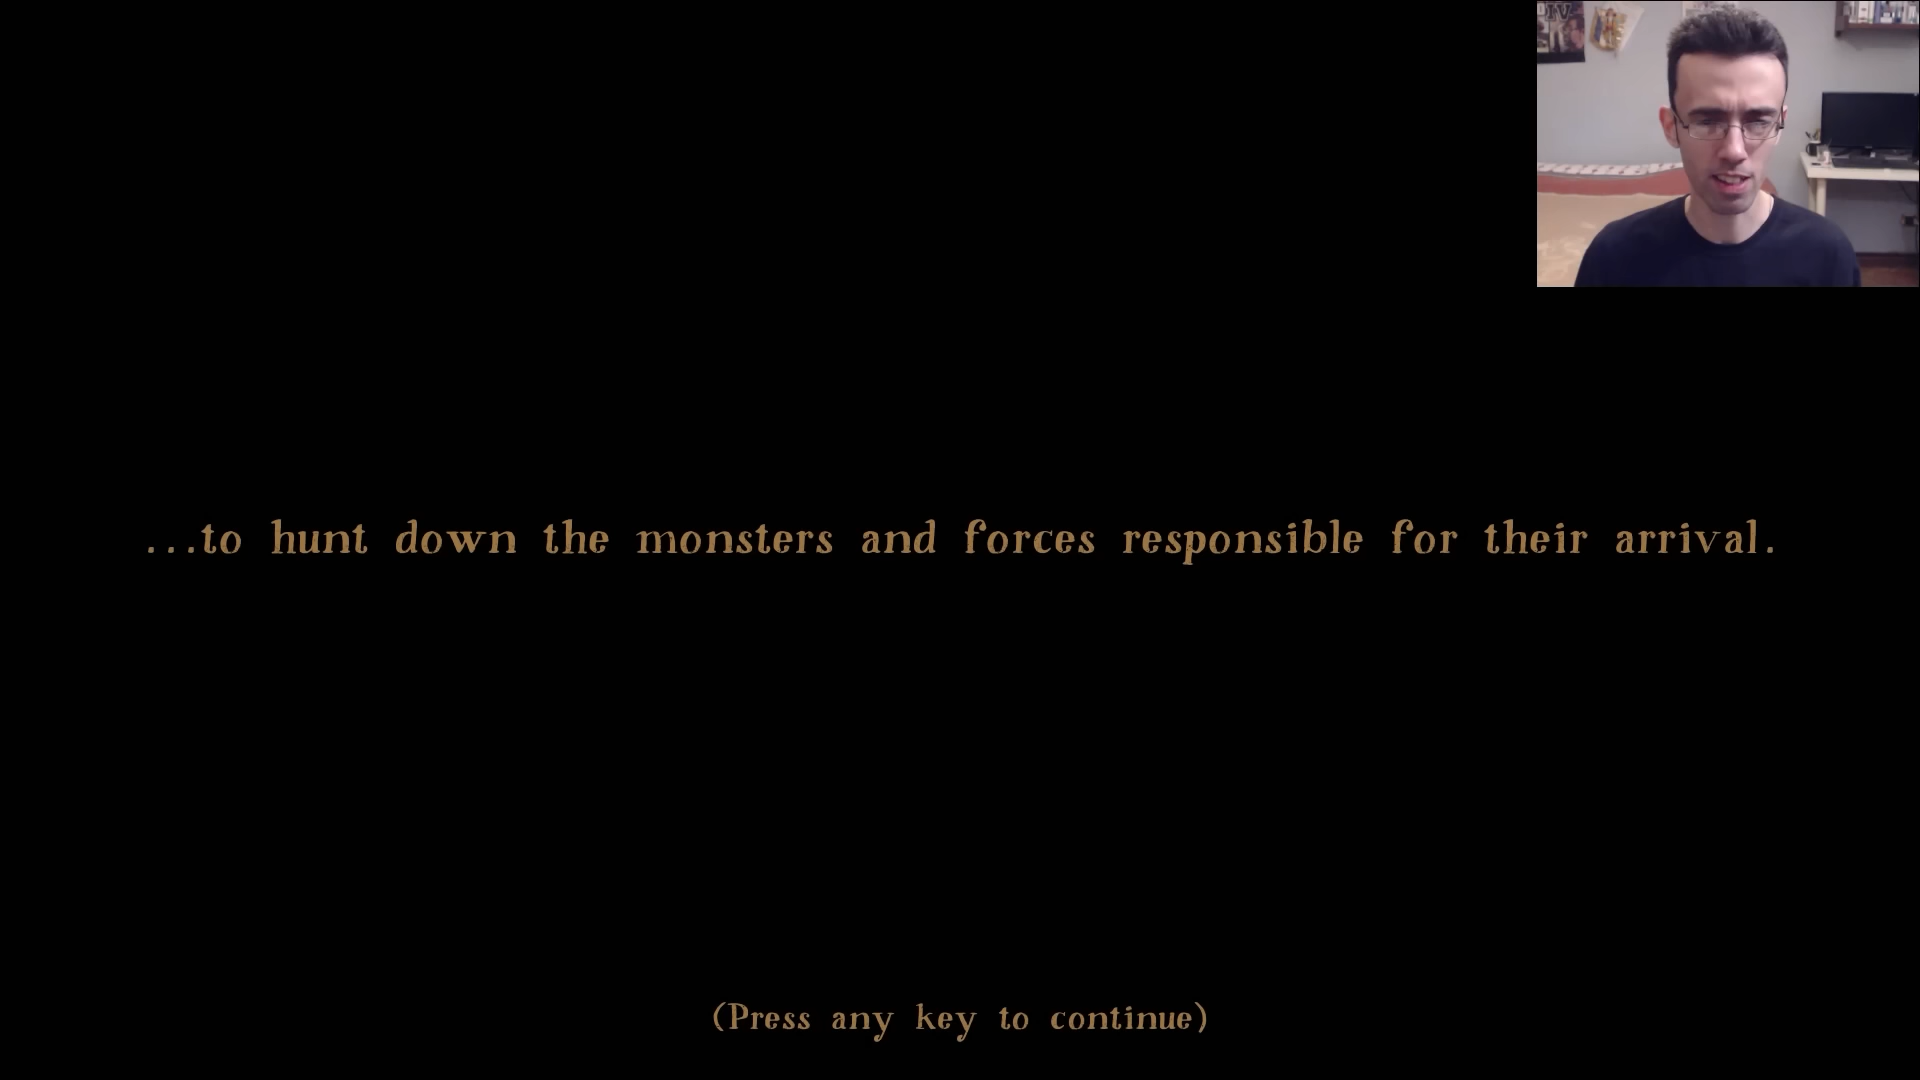 ...to hunt down the monsters and forces responsible for their arrival.
(Press any key to continue)